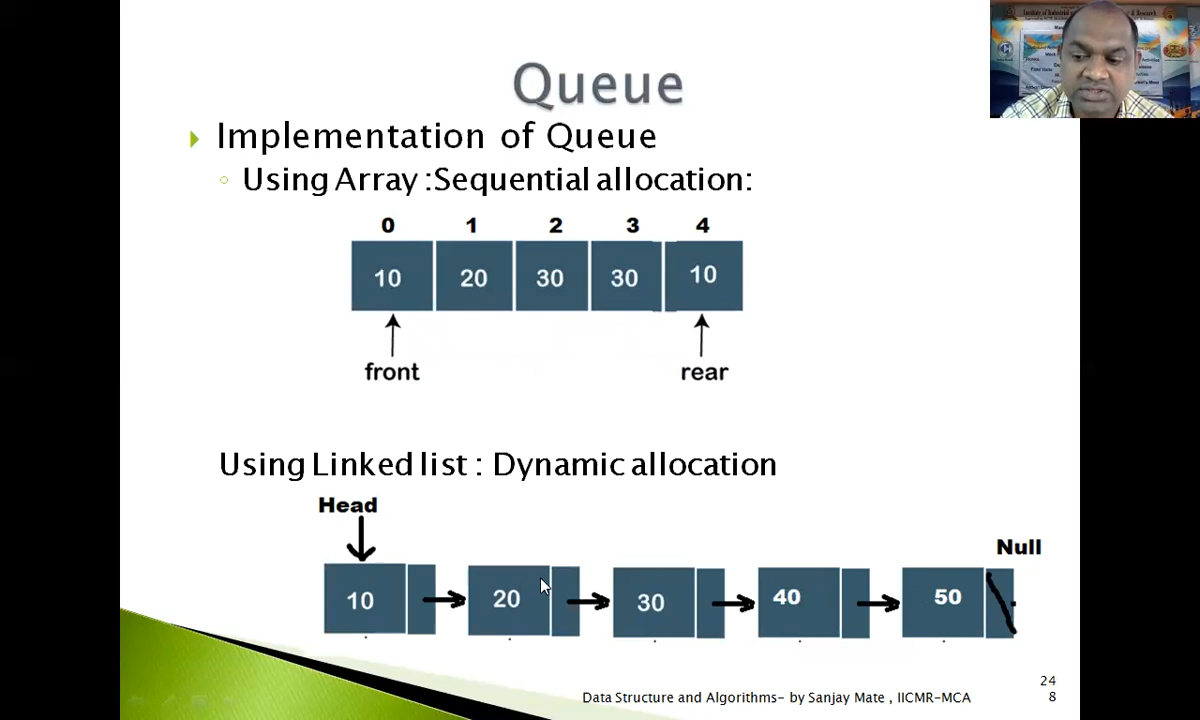 Queue
Implementation of Queue
Using Array :Sequential allocation:
0 1 2 3 4
10 20 30 30 10
front rear
Using Linked list : Dynamic allocation
Head
Null
10 20 30 40 50
24
Data Structure and Algorithms- by Sanjay Mate , IICMR-MCA 8